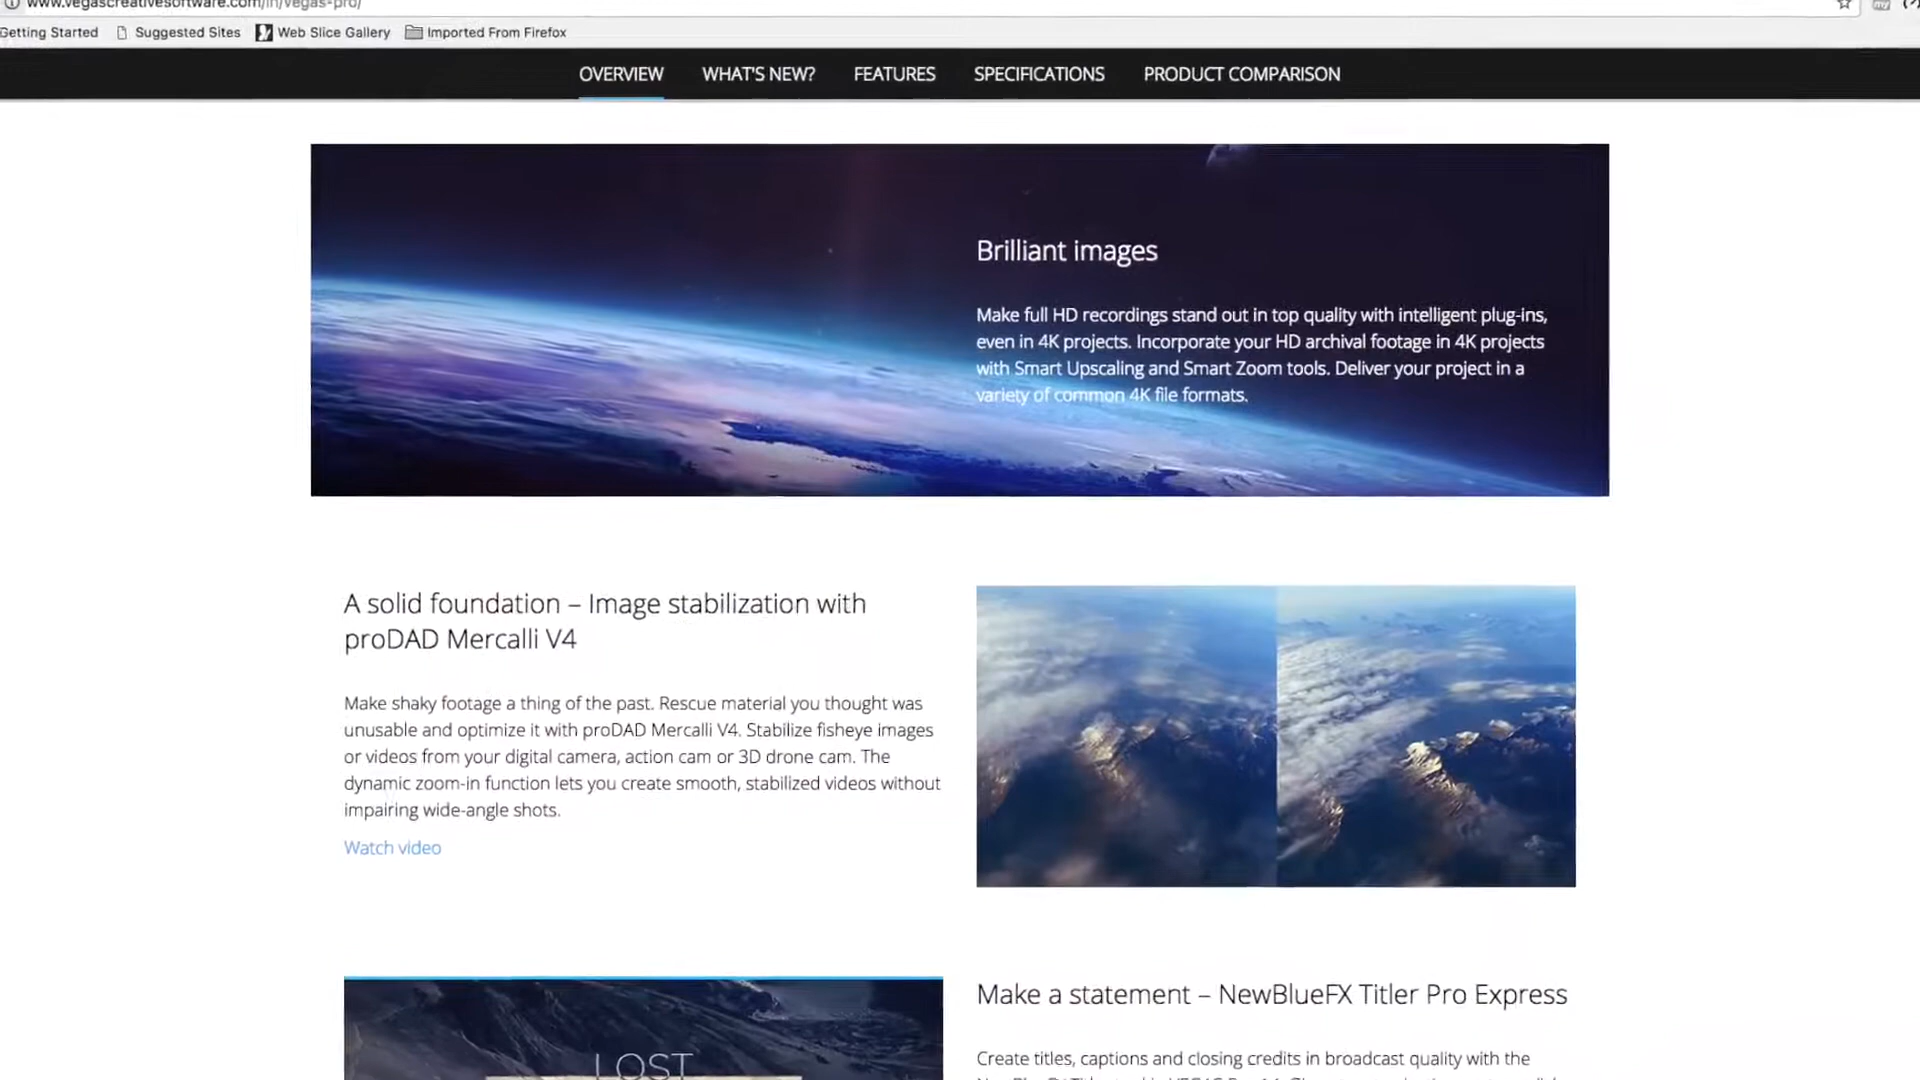 www.vegascreativesoftware.com/in/vegas-pro/
Getting Started Suggested Sites Web Slice Gallery Imported From Firefox
OVERVIEW WHAT'S NEW? FEATURES SPECIFICATIONS PRODUCT COMPARISON
Brilliant images
Make full HD recordings stand out in top quality with intelligent plug-ins,
even in 4K projects. Incorporate your HD archival footage in 4K projects
with Smart Upscaling and Smart Zoom tools. Deliver your project in a
variety of common 4K file formats.
A solid foundation – Image stabilization with
proDAD Mercalli V4
Make shaky footage a thing of the past. Rescue material you thought was
unusable and optimize it with proDAD Mercalli V4. Stabilize fisheye images
or videos from your digital camera, action cam or 3D drone cam. The
dynamic zoom-in function lets you create smooth, stabilized videos without
impairing wide-angle shots.
Watch video
LOST
Make a statement – NewBlueFX Titler Pro Express
Create titles, captions and closing credits in broadcast quality with the